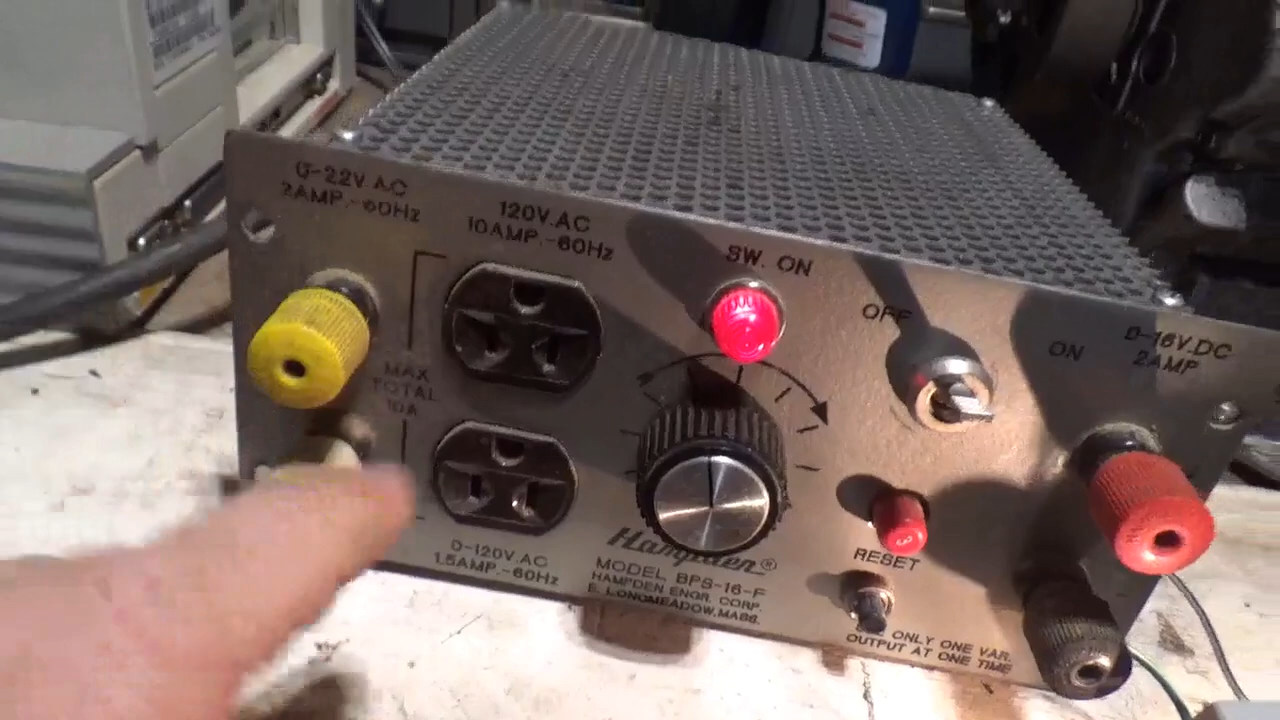 0-22V.AC
2AMP.-60Hz
120V.AC
10AMP.-60Hz
SW. ON
OFF
ON
0-16V.DC
2AMP
MAX
TOTAL
10A
0-120V.AC
1.5AMP.-60Hz
Hampden®
MODEL BPS-16-F
HAMPDEN ENGR. CORP.
E. LONGMEADOW, MASS.
RESET
ONLY ONE VAR.
OUTPUT AT ONE TIME